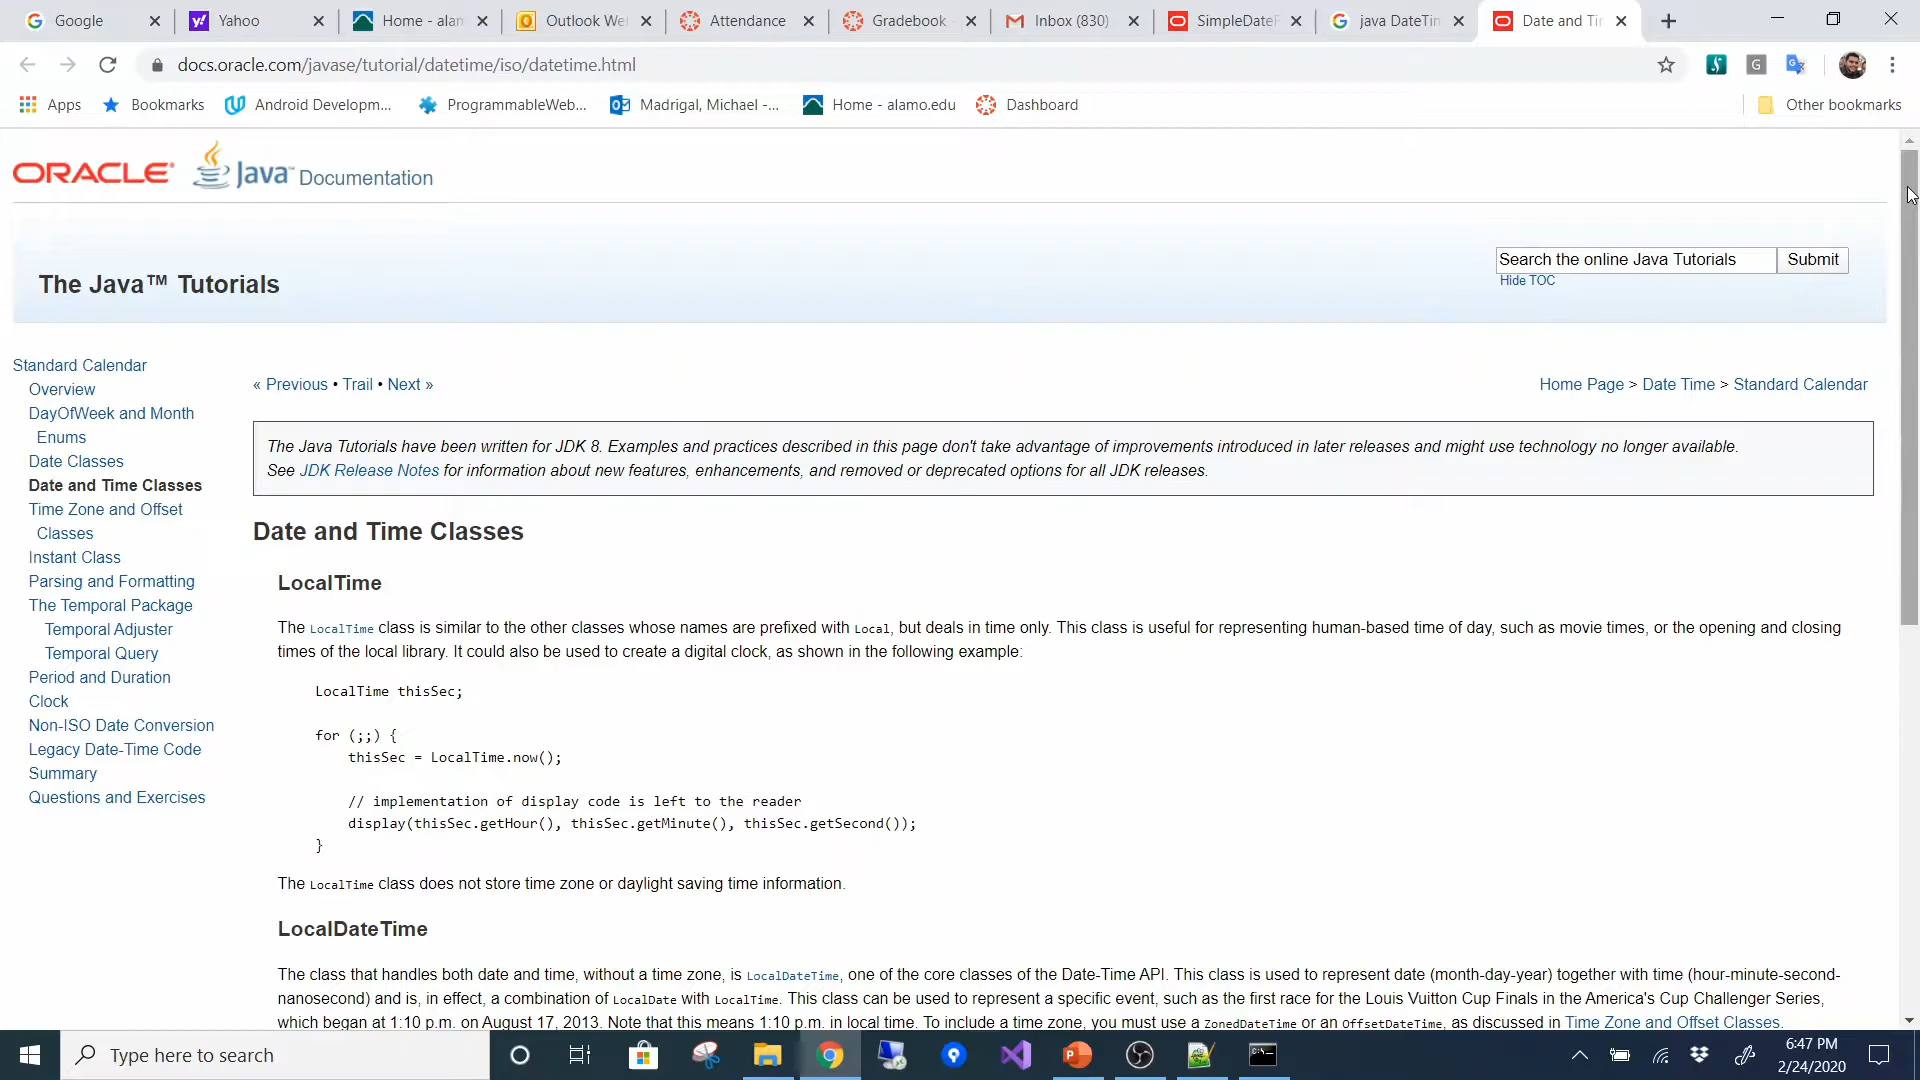 Google
Yahoo
Home - alam
Outlook We
Attendance
Gradebook -
Inbox (830)
SimpleDateF
java DateTin
Date and Tir
docs.oracle.com/javase/tutorial/datetime/iso/datetime.html
Apps
Bookmarks
Android Developm...
ProgrammableWeb...
Madrigal, Michael -...
Home - alamo.edu
Dashboard
Other bookmarks
ORACLE® Java™ Documentation
The Java™ Tutorials
Search the online Java Tutorials
Submit
Hide TOC
Standard Calendar
Overview
DayOfWeek and Month
Enums
Date Classes
Date and Time Classes
Time Zone and Offset
Classes
Instant Class
Parsing and Formatting
The Temporal Package
Temporal Adjuster
Temporal Query
Period and Duration
Clock
Non-ISO Date Conversion
Legacy Date-Time Code
Summary
Questions and Exercises
« Previous • Trail • Next »
Home Page > Date Time > Standard Calendar
The Java Tutorials have been written for JDK 8. Examples and practices described in this page don't take advantage of improvements introduced in later releases and might use technology no longer available.
See JDK Release Notes for information about new features, enhancements, and removed or deprecated options for all JDK releases.
Date and Time Classes
LocalTime
The LocalTime class is similar to the other classes whose names are prefixed with Local, but deals in time only. This class is useful for representing human-based time of day, such as movie times, or the opening and closing
times of the local library. It could also be used to create a digital clock, as shown in the following example:
LocalTime thisSec;
for (;;) {
thisSec = LocalTime.now();
// implementation of display code is left to the reader
display(thisSec.getHour(), thisSec.getMinute(), thisSec.getSecond());
}
The LocalTime class does not store time zone or daylight saving time information.
LocalDateTime
The class that handles both date and time, without a time zone, is LocalDateTime, one of the core classes of the Date-Time API. This class is used to represent date (month-day-year) together with time (hour-minute-second-
nanosecond) and is, in effect, a combination of LocalDate with LocalTime. This class can be used to represent a specific event, such as the first race for the Louis Vuitton Cup Finals in the America's Cup Challenger Series,
which began at 1:10 p.m. on August 17, 2013. Note that this means 1:10 p.m. in local time. To include a time zone, you must use a ZonedDateTime or an OffsetDateTime, as discussed in Time Zone and Offset Classes.
Type here to search
6:47 PM
2/24/2020